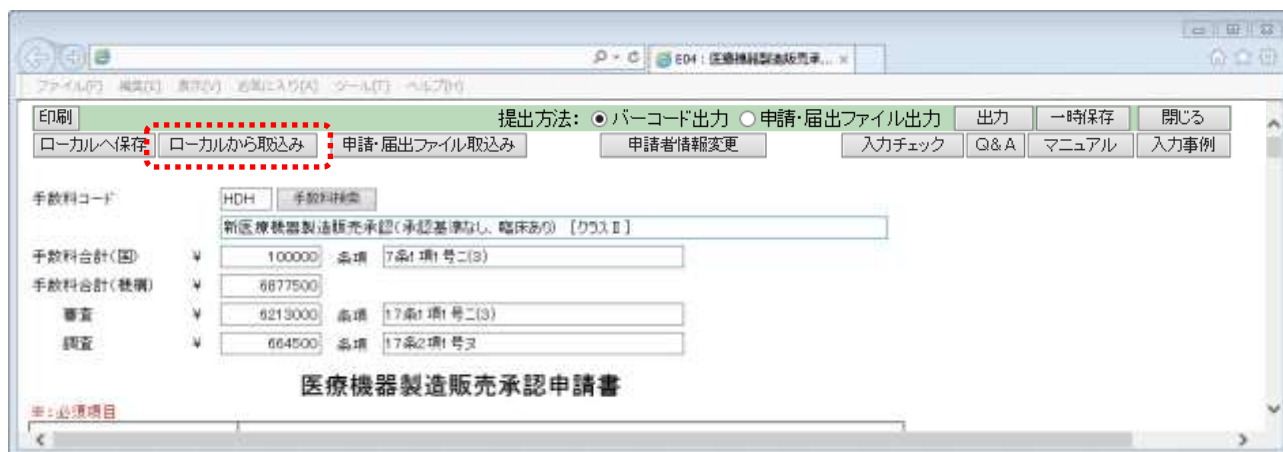 E04：医療機器製造販売承... ×
ファイル(F) 編集(E) 表示(V) お気に入り(A) ツール(T) ヘルプ(H)
印刷 提出方法： バーコード出力 申請・届出ファイル出力 出力 一時保存 閉じる
ローカルへ保存 ローカルから取込み 申請・届出ファイル取込み 申請者情報変更 入力チェック Q&A マニュアル 入力事例
手数料コード HDH 手数料検索
新医療機器製造販売承認(承認基準なし、臨床あり) [クラスⅡ]
手数料合計(国) ¥ 100000 条項 7条1項1号ニ(3)
手数料合計(機構) ¥ 6877500
審査 ¥ 6213000 条項 17条1項1号ニ(3)
調査 ¥ 664500 条項 17条2項1号ヌ
医療機器製造販売承認申請書
※：必須項目